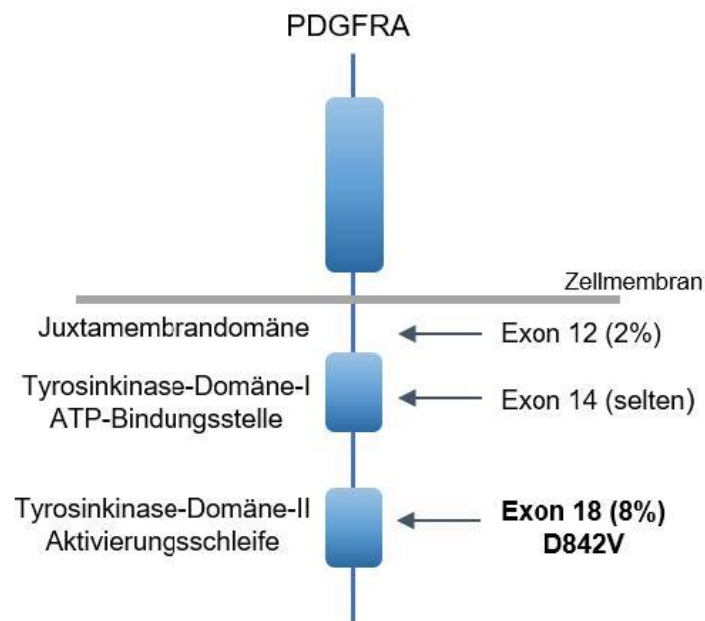 PDGFRA
Zellmembran
Juxtamembrandomäne
Exon 12 (2%)
Tyrosinkinase-Domäne-I
ATP-Bindungsstelle
Exon 14 (selten)
Tyrosinkinase-Domäne-II
Aktivierungsschleife
Exon 18 (8%)
D842V